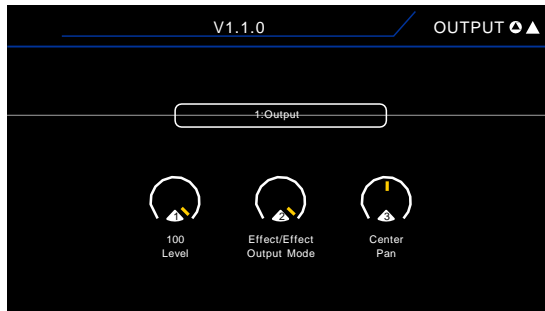 V1.1.0
OUTPUT
1:Output
1
2
3
100
Level
Effect/Effect
Output Mode
Center
Pan